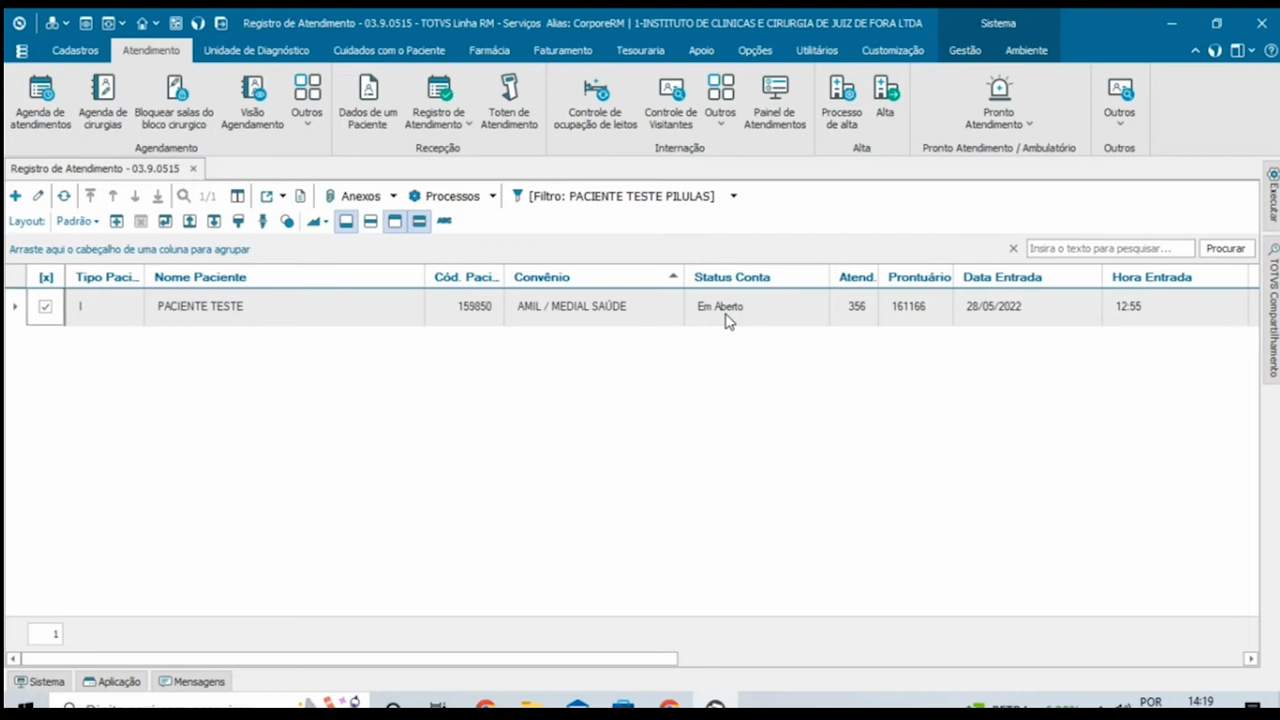 Registro de Atendimento - 03.9.0515 - TOTVS Linha RM - Serviços Alias: CorporeRM | 1-INSTITUTO DE CLINICAS E CIRURGIA DE JUIZ DE FORA LTDA
Sistema
Cadastros
Atendimento
Unidade de Diagnóstico
Cuidados com o Paciente
Farmácia
Faturamento
Tesouraria
Apoio
Opções
Utilitários
Customização
Gestão
Ambiente
Agenda de atendimentos
Agenda de cirurgias
Bloquear salas do bloco cirurgico
Visão Agendamento
Outros
Dados de um Paciente
Registro de Atendimento
Toten de Atendimento
Controle de ocupação de leitos
Controle de Visitantes
Outros
Painel de Atendimentos
Processo de alta
Alta
Pronto Atendimento
Outros
Agendamento
Recepção
Internação
Alta
Pronto Atendimento / Ambulatório
Outros
Registro de Atendimento - 03.9.0515
1/1
Anexos
Processos
[Filtro: PACIENTE TESTE PILULAS]
Layout: Padrão
Arraste aqui o cabeçalho de uma coluna para agrupar
Insira o texto para pesquisar...
Procurar
Executar
TOTVS Compartilhamento
[x] Tipo Paci... Nome Paciente Cód. Paci... Convênio Status Conta Atend. Prontuário Data Entrada Hora Entrada
I PACIENTE TESTE 159850 AMIL / MEDIAL SAÚDE Em Aberto 356 161166 28/05/2022 12:55
1
Sistema
Aplicação
Mensagens
POR
14:19